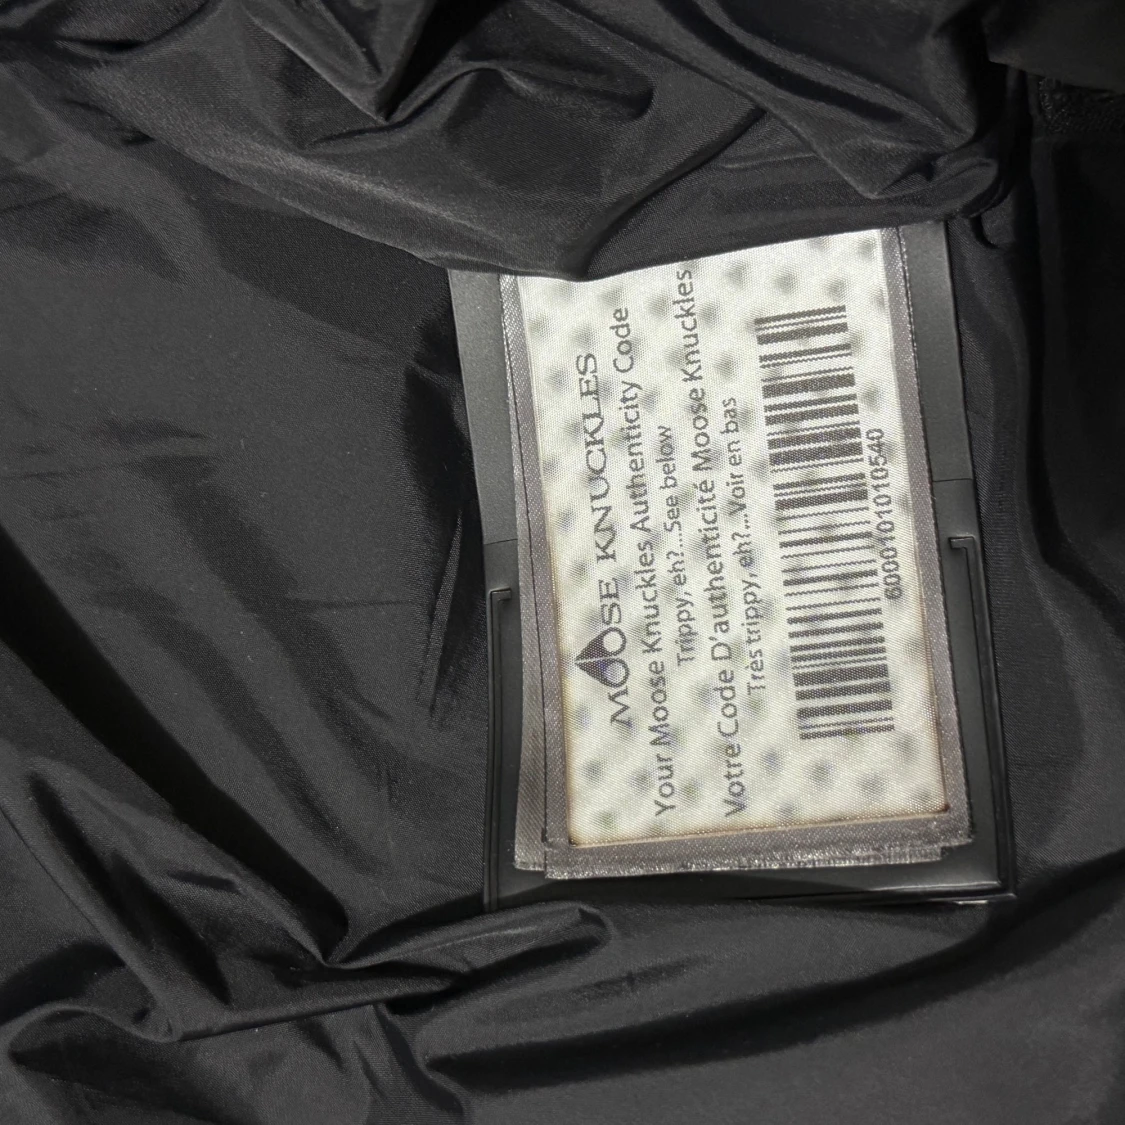 MOOSE KNUCKLES
Your Moose Knuckles Authenticity Code
Trippy, eh?...See below
Votre Code D'authenticité Moose Knuckles
Très trippy, eh?...Voir en bas
6000101010540